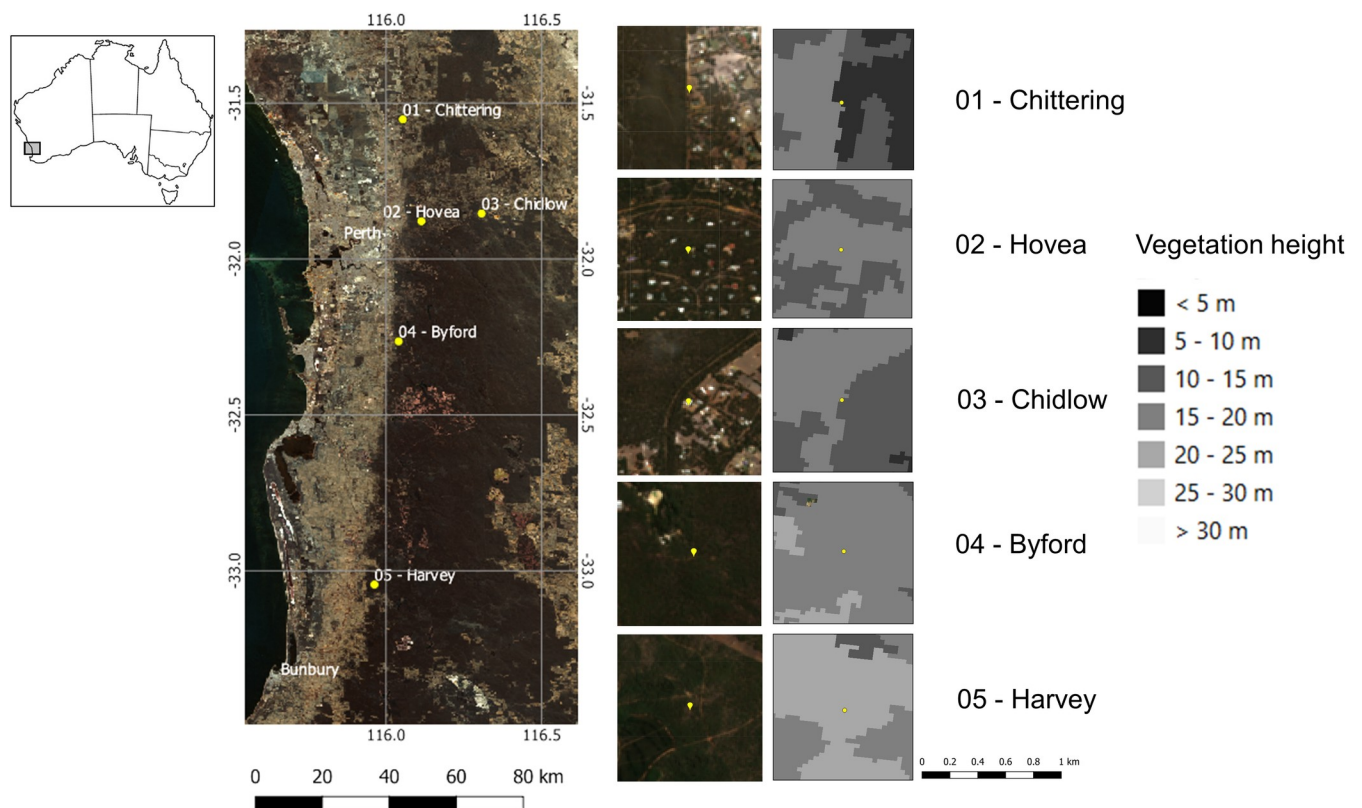 116.0 116.5
-31.5 -31.5
01 - Chittering
03 - Chidlow
02 - Hovea
Perth
-32.0 -32.0
04 - Byford
-32.5 -32.5
-33.0 -33.0
05 - Harvey
Bunbury
116.0 116.5
0 20 40 60 80 km
01 - Chittering
02 - Hovea
03 - Chidlow
04 - Byford
05 - Harvey
0 0.2 0.4 0.6 0.8 1 km
Vegetation height
< 5 m
5 - 10 m
10 - 15 m
15 - 20 m
20 - 25 m
25 - 30 m
> 30 m